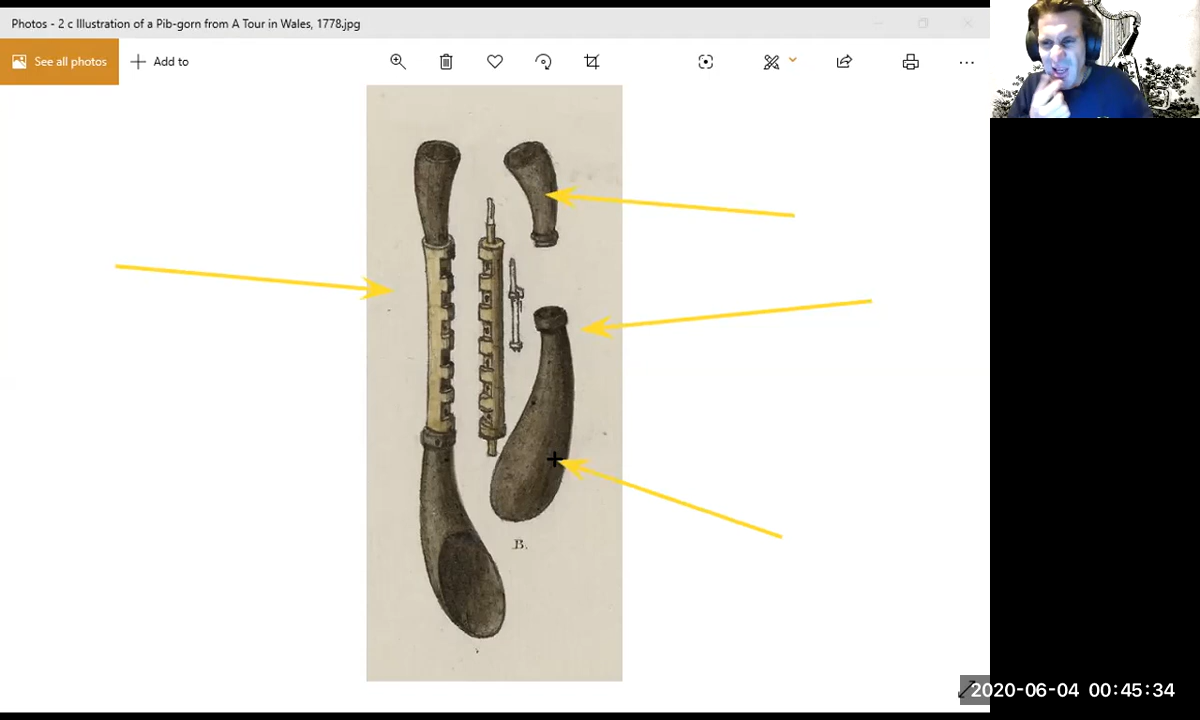 Photos - 2 c Illustration of a Pib-gorn from A Tour in Wales, 1778.jpg
See all photos
Add to
B.
2020-06-04 00:45:34